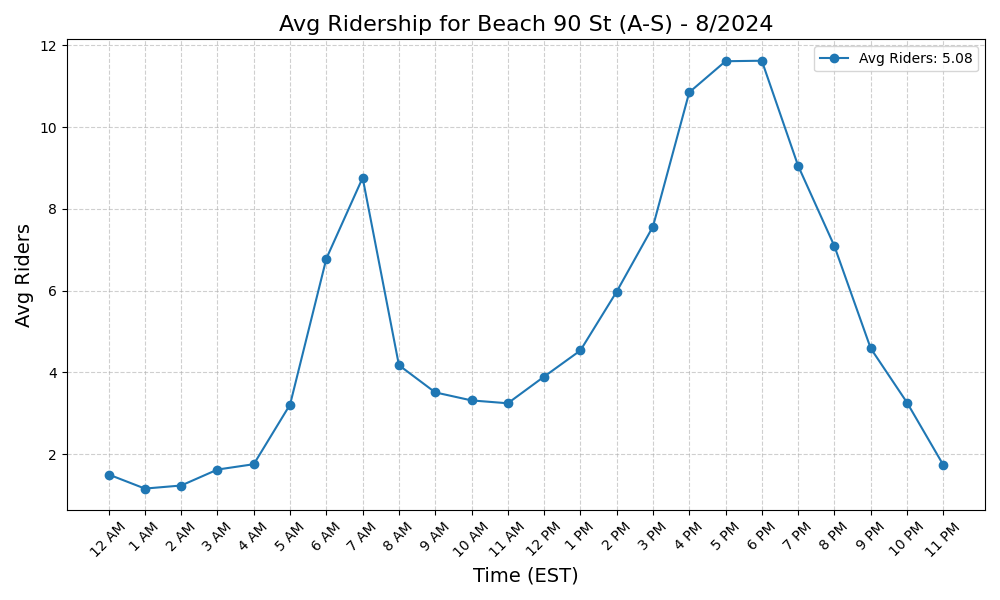 Avg Ridership for Beach 90 St (A-S) - 8/2024
Avg Riders: 5.08
Avg Riders
12
10
8
6
4
2
12 AM
1 AM
2 AM
3 AM
4 AM
5 AM
6 AM
7 AM
8 AM
9 AM
10 AM
11 AM
12 PM
1 PM
2 PM
3 PM
4 PM
5 PM
6 PM
7 PM
8 PM
9 PM
10 PM
11 PM
Time (EST)